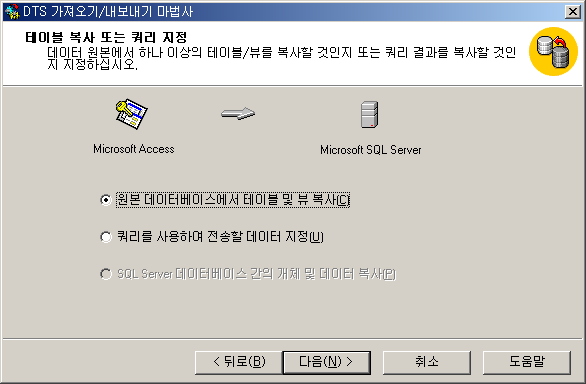 DTS 가져오기/내보내기 마법사
테이블 복사 또는 쿼리 지정
데이터 원본에서 하나 이상의 테이블/뷰를 복사할 것인지 또는 쿼리 결과를 복사할 것인
지 지정하십시오.
Microsoft Access
Microsoft SQL Server
원본 데이터베이스에서 테이블 및 뷰 복사(C)
쿼리를 사용하여 전송할 데이터 지정(U)
SQL Server 데이터베이스 간의 개체 및 데이터 복사(P)
< 뒤로(B)
다음(N) >
취소
도움말